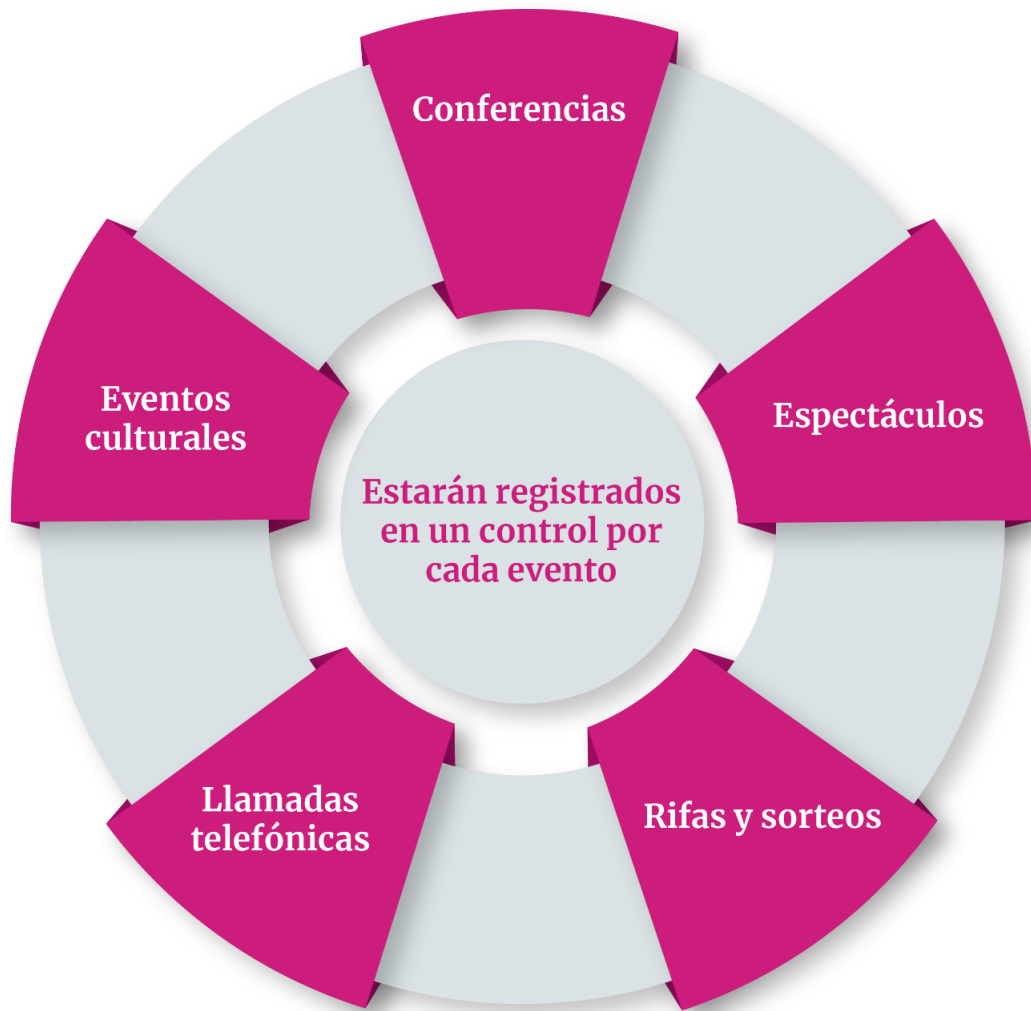 Conferencias
Eventos
culturales
Espectáculos
Estarán registrados
en un control por
cada evento
Llamadas
telefónicas
Rifas y sorteos